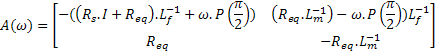 A(ω) = [ −((R_s.I + R_eq).L_f^{-1} + ω.P(π/2)) (R_eq.L_m^{-1} − ω.P(π/2))L_f^{-1}
R_eq −R_eq.L_m^{-1} ]